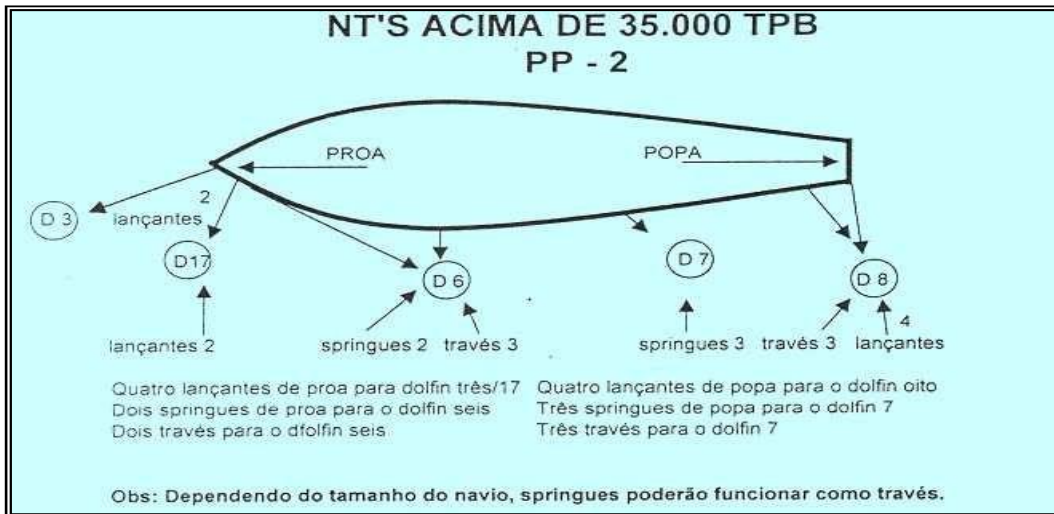 NT'S ACIMA DE 35.000 TPB
PP - 2
PROA
POPA
2
lançantes
D 3
D17
D 6
D 7
D 8
4
lançantes 2
springues 2
través 3
springues 3
través 3
lançantes
Quatro lançantes de proa para dolfin três/17
Dois springues de proa para o dolfin seis
Dois través para o dfolfin seis
Quatro lançantes de popa para o dolfin oito
Três springues de popa para o dolfin 7
Três través para o dolfin 7
Obs: Dependendo do tamanho do navio, springues poderão funcionar como través.